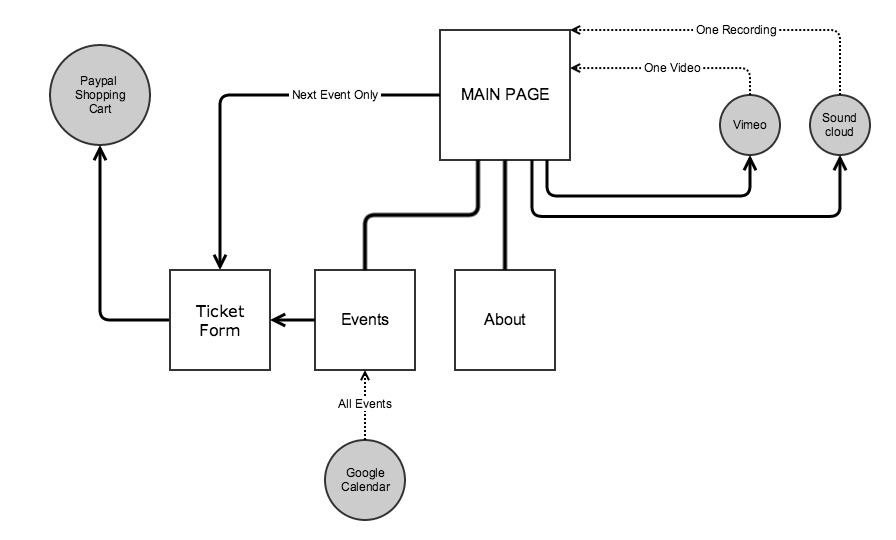 One Recording
One Video
Paypal
Shopping
Cart
Next Event Only
MAIN PAGE
Vimeo
Sound
cloud
Ticket
Form
Events
About
All Events
Google
Calendar